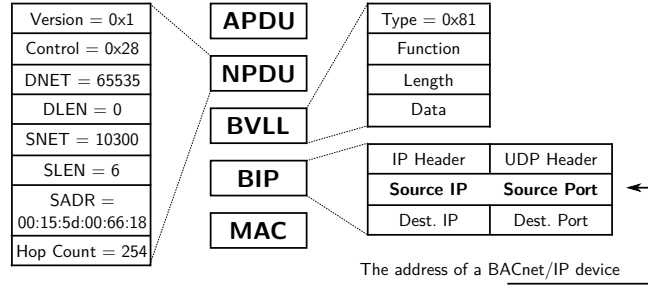 Version = 0x1
Control = 0x28
DNET = 65535
DLEN = 0
SNET = 10300
SLEN = 6
SADR =
00:15:5d:00:66:18
Hop Count = 254
APDU
NPDU
BVLL
BIP
MAC
Type = 0x81
Function
Length
Data
IP Header UDP Header
Source IP Source Port
Dest. IP Dest. Port
The address of a BACnet/IP device